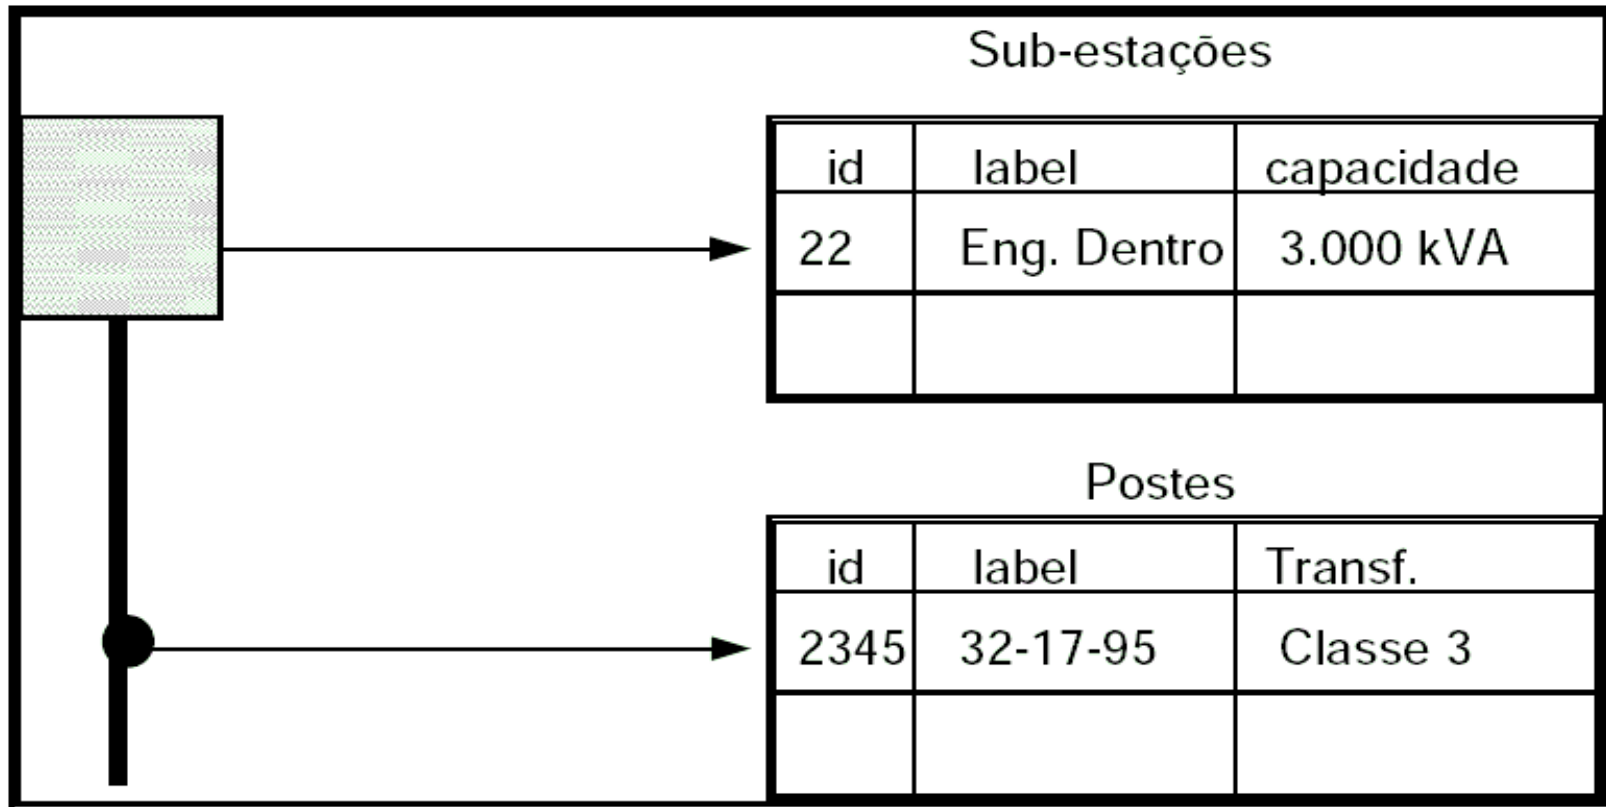 Sub-estações
id label capacidade
22 Eng. Dentro 3.000 kVA
Postes
id label Transf.
2345 32-17-95 Classe 3